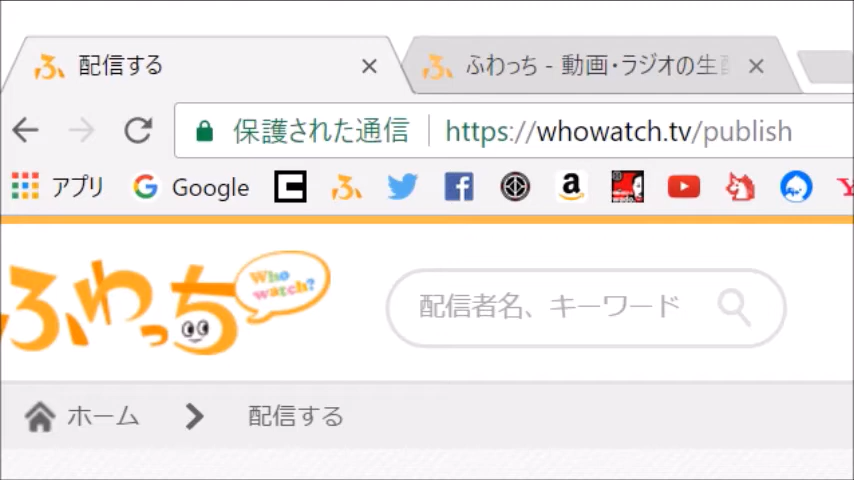 配信する
ふわっち - 動画・ラジオの生
保護された通信 https://whowatch.tv/publish
アプリ Google
ふわっち Who watch?
配信者名、キーワード
ホーム 配信する